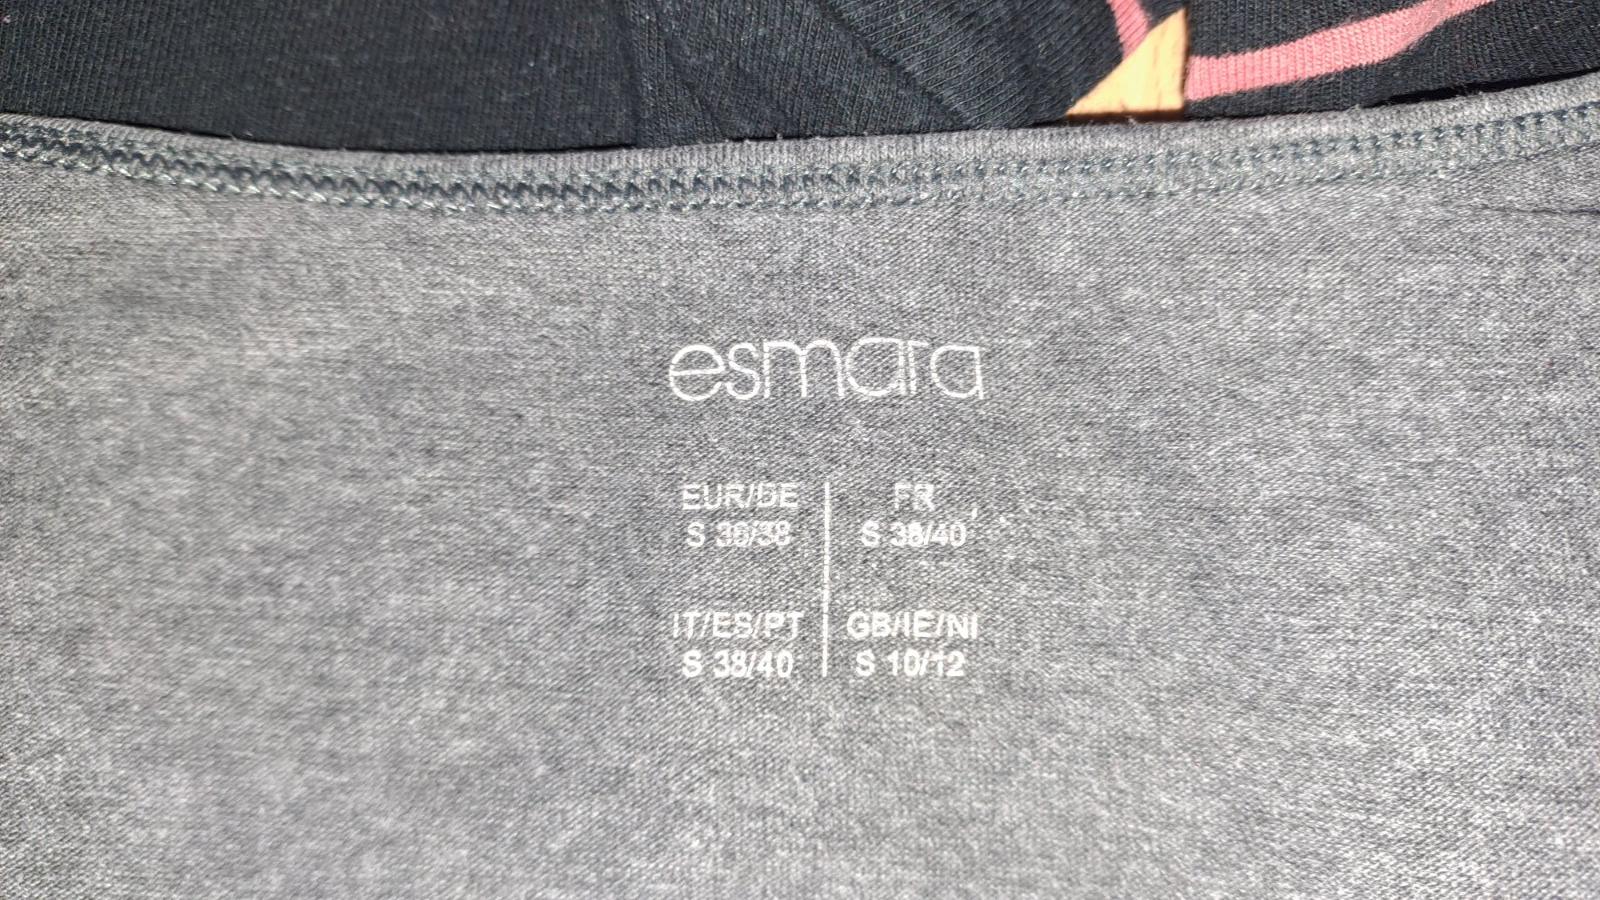 esmara
EUR/DE
S 36/38
FR
S 38/40
IT/ES/PT
S 38/40
GB/IE/NI
S 10/12